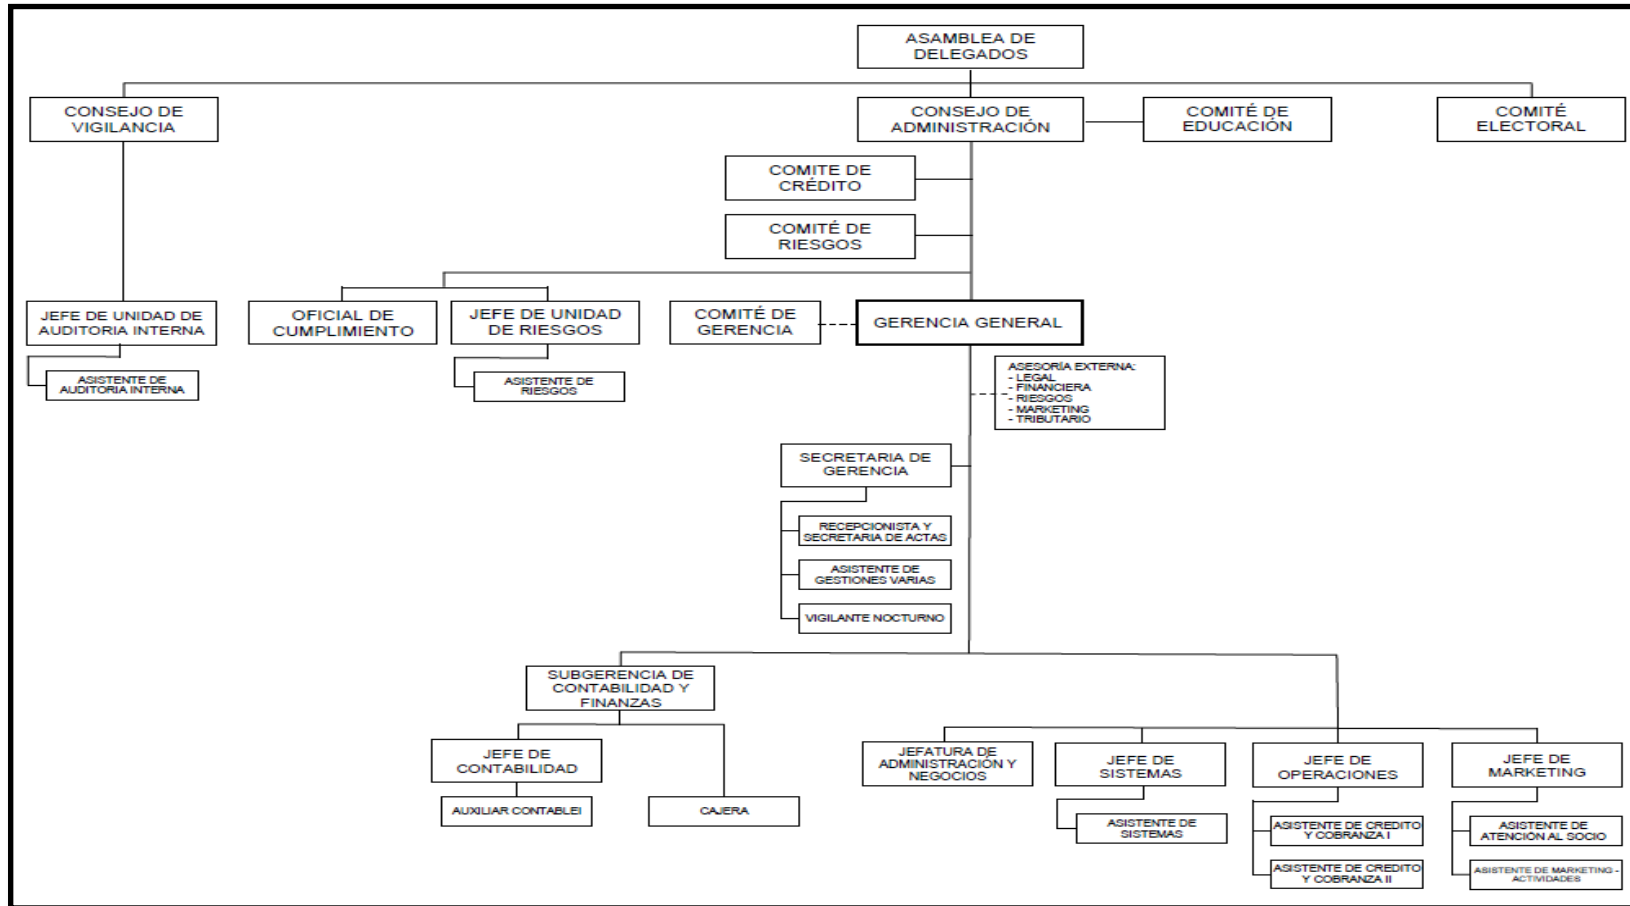 ASAMBLEA DE
DELEGADOS
CONSEJO DE
VIGILANCIA
CONSEJO DE
ADMINISTRACIÓN
COMITÉ DE
EDUCACIÓN
COMITÉ
ELECTORAL
COMITE DE
CRÉDITO
COMITÉ DE
RIESGOS
JEFE DE UNIDAD DE
AUDITORIA INTERNA
OFICIAL DE
CUMPLIMIENTO
JEFE DE UNIDAD
DE RIESGOS
COMITÉ DE
GERENCIA
GERENCIA GENERAL
ASISTENTE DE
AUDITORIA INTERNA
ASISTENTE DE
RIESGOS
ASESORÍA EXTERNA:
- LEGAL
- FINANCIERA
- RIESGOS
- MARKETING
- TRIBUTARIO
SECRETARIA DE
GERENCIA
RECEPCIONISTA Y
SECRETARIA DE ACTAS
ASISTENTE DE
GESTIONES VARIAS
VIGILANTE NOCTURNO
SUBGERENCIA DE
CONTABILIDAD Y
FINANZAS
JEFE DE
CONTABILIDAD
AUXILIAR CONTABLEI
CAJERA
JEFATURA DE
ADMINISTRACIÓN Y
NEGOCIOS
JEFE DE
SISTEMAS
JEFE DE
OPERACIONES
JEFE DE
MARKETING
ASISTENTE DE
SISTEMAS
ASISTENTE DE CREDITO
Y COBRANZA I
ASISTENTE DE
ATENCIÓN AL SOCIO
ASISTENTE DE CREDITO
Y COBRANZA II
ASISTENTE DE MARKETING -
ACTIVIDADES